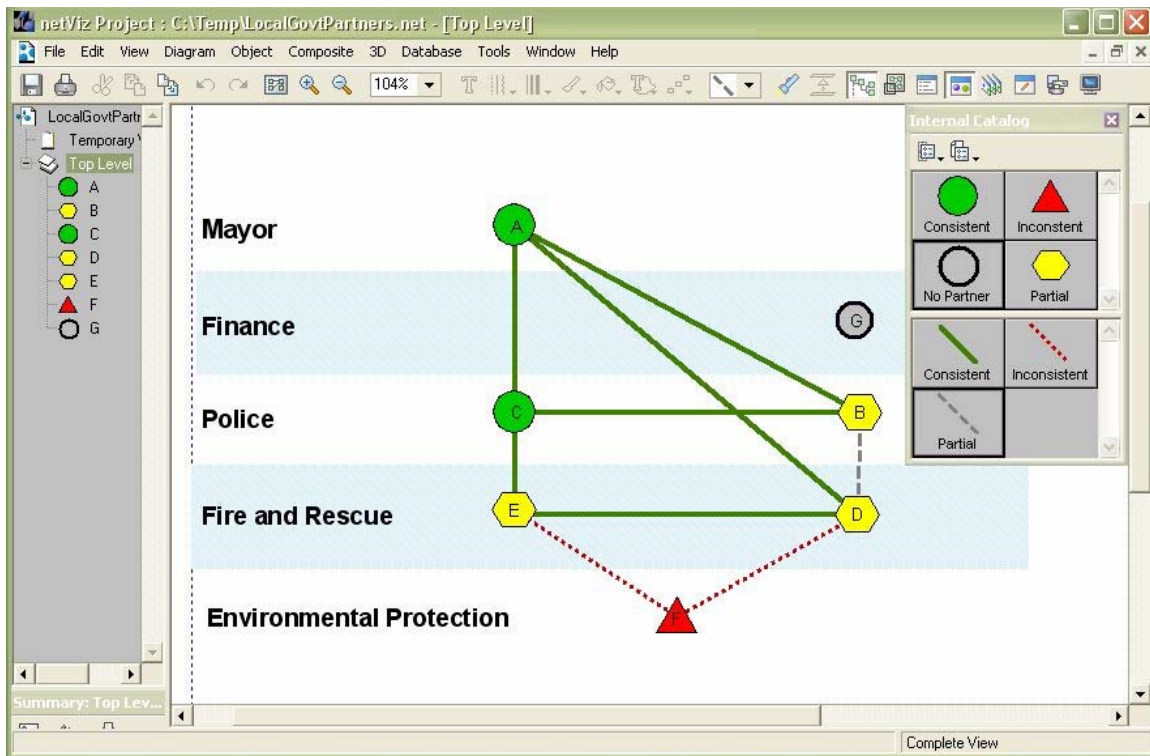 netViz Project : C:\Temp\LocalGovtPartners.net - [Top Level]
File Edit View Diagram Object Composite 3D Database Tools Window Help
104%
LocalGovtPartr
Temporary
Top Level
A
B
C
D
E
F
G
Mayor
A
Finance
G
Police
C
B
Fire and Rescue
E
D
Environmental Protection
F
Internal Catalog
Consistent Inconstent
No Partner Partial
Consistent Inconsistent
Partial
Summary: Top Lev...
Complete View